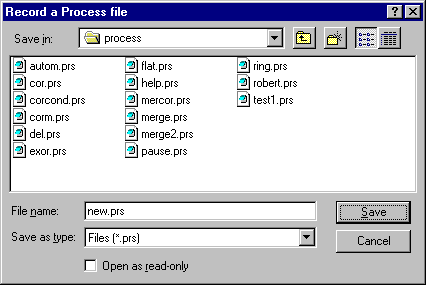 Record a Process file
Save in: process
autom.prs flat.prs ring.prs
cor.prs help.prs robert.prs
corcond.prs mercor.prs test1.prs
corm.prs merge.prs
del.prs merge2.prs
exor.prs pause.prs
File name: new.prs Save
Save as type: Files (*.prs) Cancel
Open as read-only